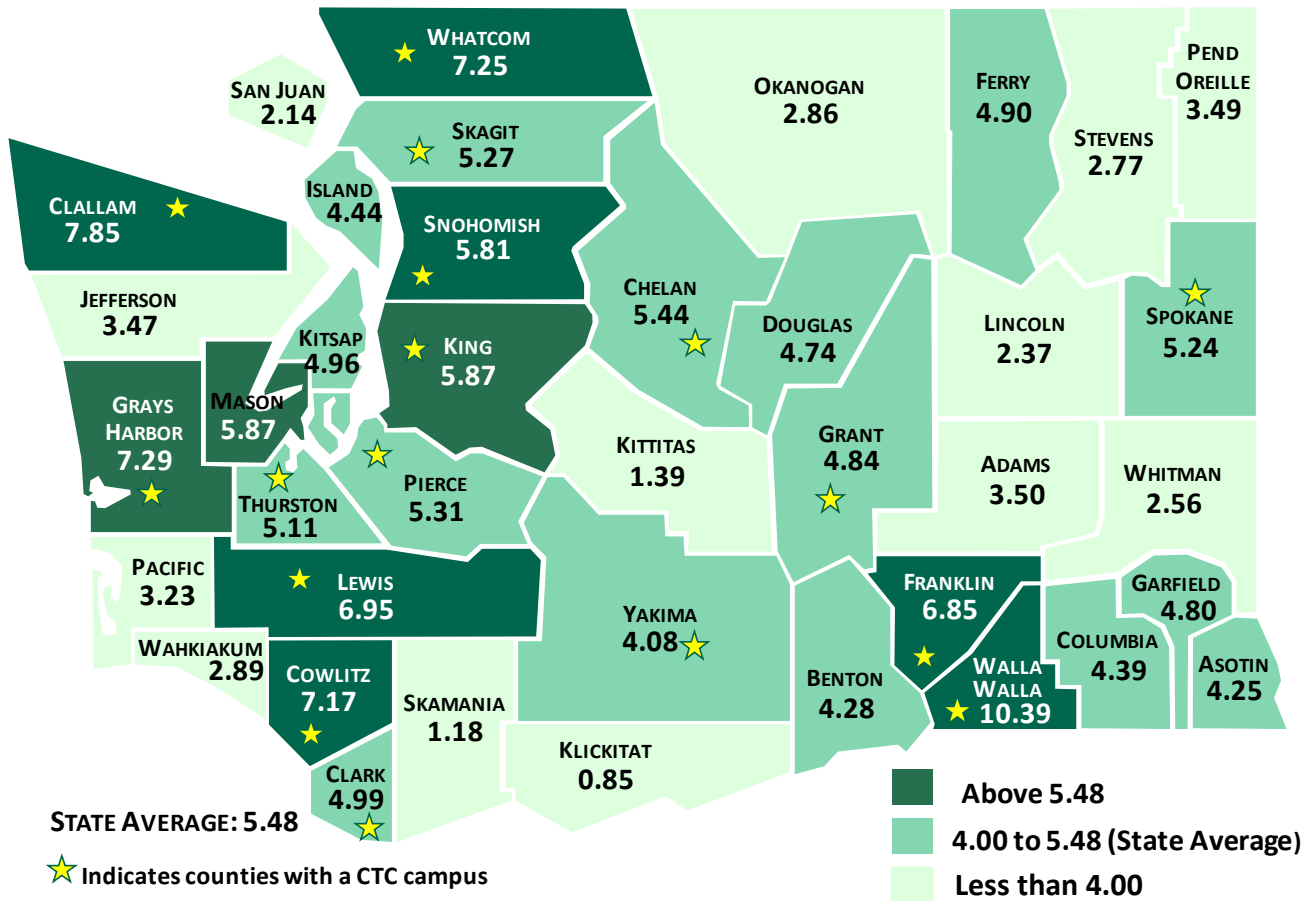 WHATCOM
7.25
SAN JUAN
2.14
SKAGIT
5.27
ISLAND
4.44
CLALLAM
7.85
SNOHOMISH
5.81
JEFFERSON
3.47
KITSAP
4.96
KING
5.87
MASON
5.87
GRAYS
HARBOR
7.29
THURSTON
5.11
PIERCE
5.31
PACIFIC
3.23
LEWIS
6.95
WAHKIAKUM
2.89
COWLITZ
7.17
SKAMANIA
1.18
CLARK
4.99
OKANOGAN
2.86
FERRY
4.90
STEVENS
2.77
PEND
OREILLE
3.49
CHELAN
5.44
DOUGLAS
4.74
LINCOLN
2.37
SPOKANE
5.24
KITTITAS
1.39
GRANT
4.84
ADAMS
3.50
WHITMAN
2.56
YAKIMA
4.08
BENTON
4.28
FRANKLIN
6.85
WALLA
WALLA
10.39
COLUMBIA
4.39
GARFIELD
4.80
ASOTIN
4.25
KLICKITAT
0.85
STATE AVERAGE: 5.48
Indicates counties with a CTC campus
Above 5.48
4.00 to 5.48 (State Average)
Less than 4.00